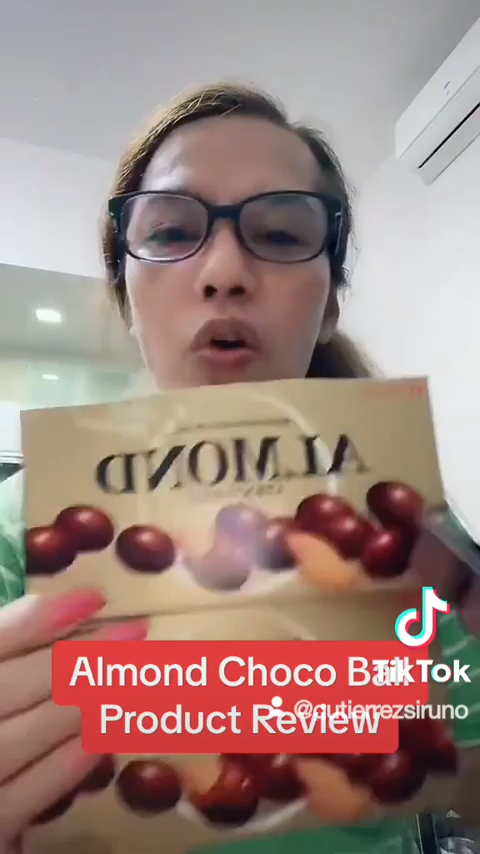 ALMOND
Almond Choco Ball
TikTok
Product Review
@gutierrezsiruno